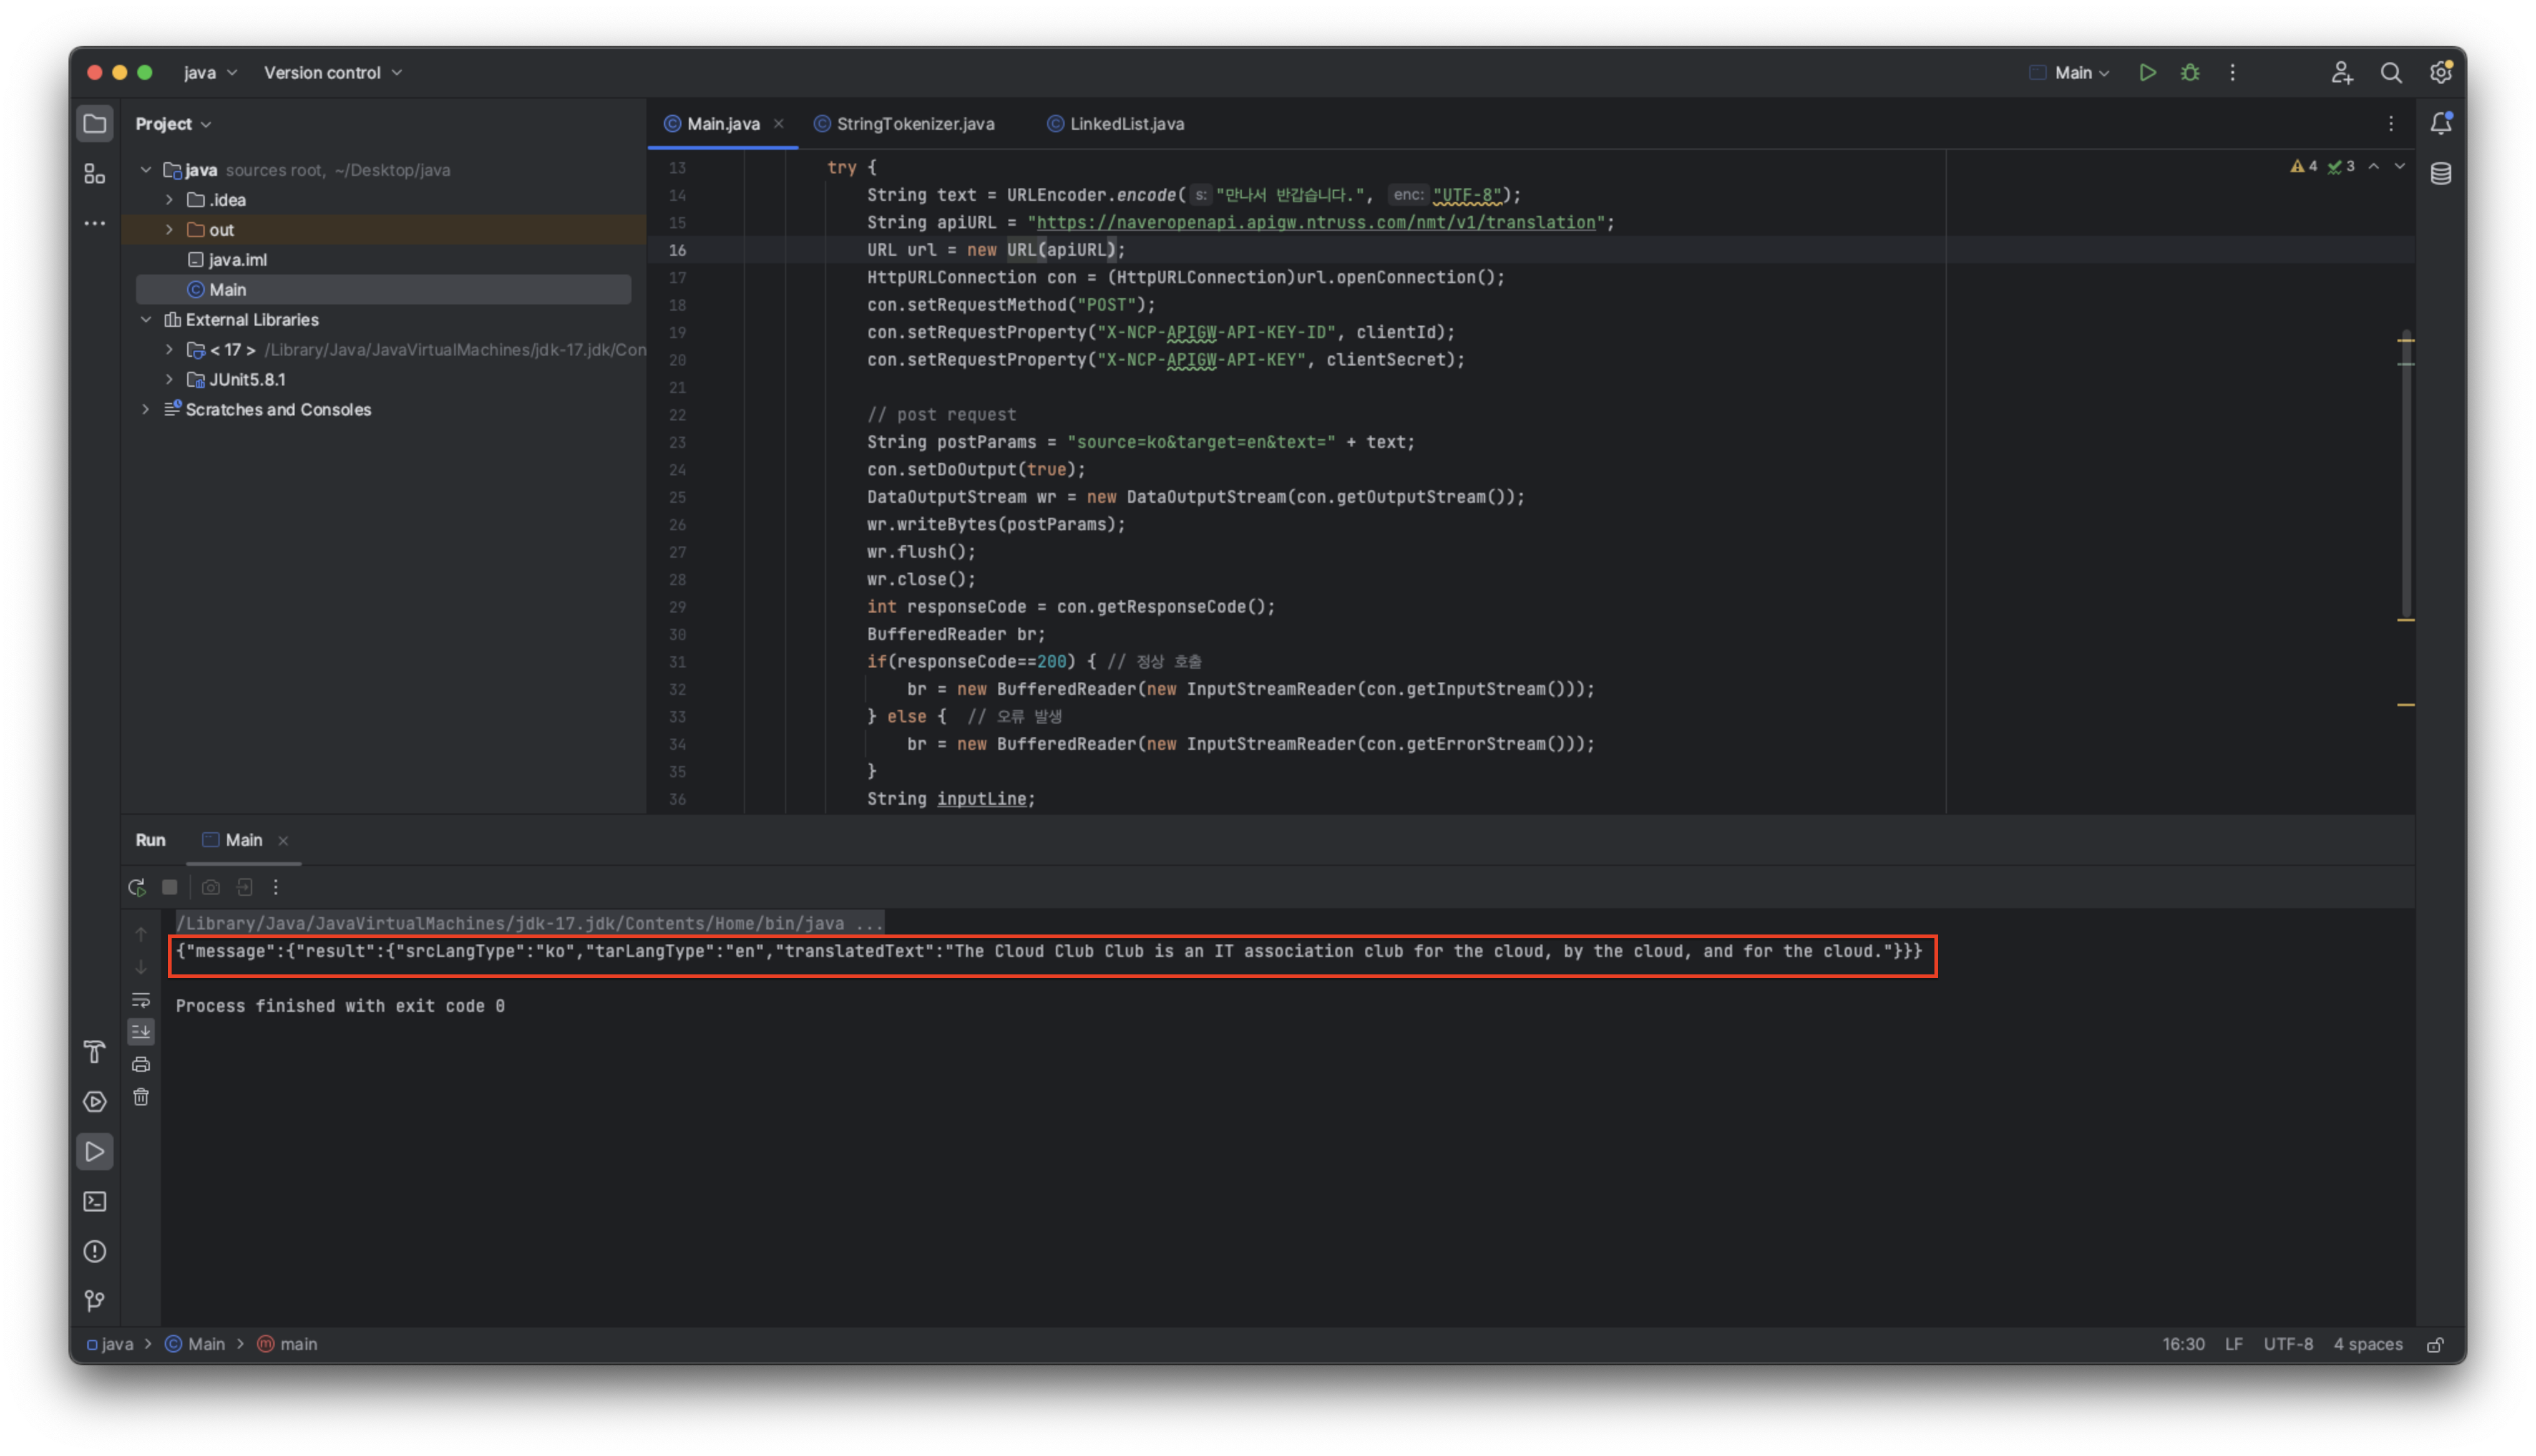 java
Version control
Main
Project
java sources root, ~/Desktop/java
.idea
out
java.iml
Main
External Libraries
< 17 > /Library/Java/JavaVirtualMachines/jdk-17.jdk/Con
JUnit5.8.1
Scratches and Consoles
Main.java
StringTokenizer.java
LinkedList.java
4 3
13 try {
14 String text = URLEncoder.encode( s: "만나서 반갑습니다.", enc: "UTF-8");
15 String apiURL = "https://naveropenapi.apigw.ntruss.com/nmt/v1/translation";
16 URL url = new URL(apiURL);
17 HttpURLConnection con = (HttpURLConnection)url.openConnection();
18 con.setRequestMethod("POST");
19 con.setRequestProperty("X-NCP-APIGW-API-KEY-ID", clientId);
20 con.setRequestProperty("X-NCP-APIGW-API-KEY", clientSecret);
21
22 // post request
23 String postParams = "source=ko&target=en&text=" + text;
24 con.setDoOutput(true);
25 DataOutputStream wr = new DataOutputStream(con.getOutputStream());
26 wr.writeBytes(postParams);
27 wr.flush();
28 wr.close();
29 int responseCode = con.getResponseCode();
30 BufferedReader br;
31 if(responseCode==200) { // 정상 호출
32 br = new BufferedReader(new InputStreamReader(con.getInputStream()));
33 } else { // 오류 발생
34 br = new BufferedReader(new InputStreamReader(con.getErrorStream()));
35 }
36 String inputLine;
Run Main
/Library/Java/JavaVirtualMachines/jdk-17.jdk/Contents/Home/bin/java ...
{"message":{"result":{"srcLangType":"ko","tarLangType":"en","translatedText":"The Cloud Club Club is an IT association club for the cloud, by the cloud, and for the cloud."}}}
Process finished with exit code 0
java > Main > main
16:30 LF UTF-8 4 spaces